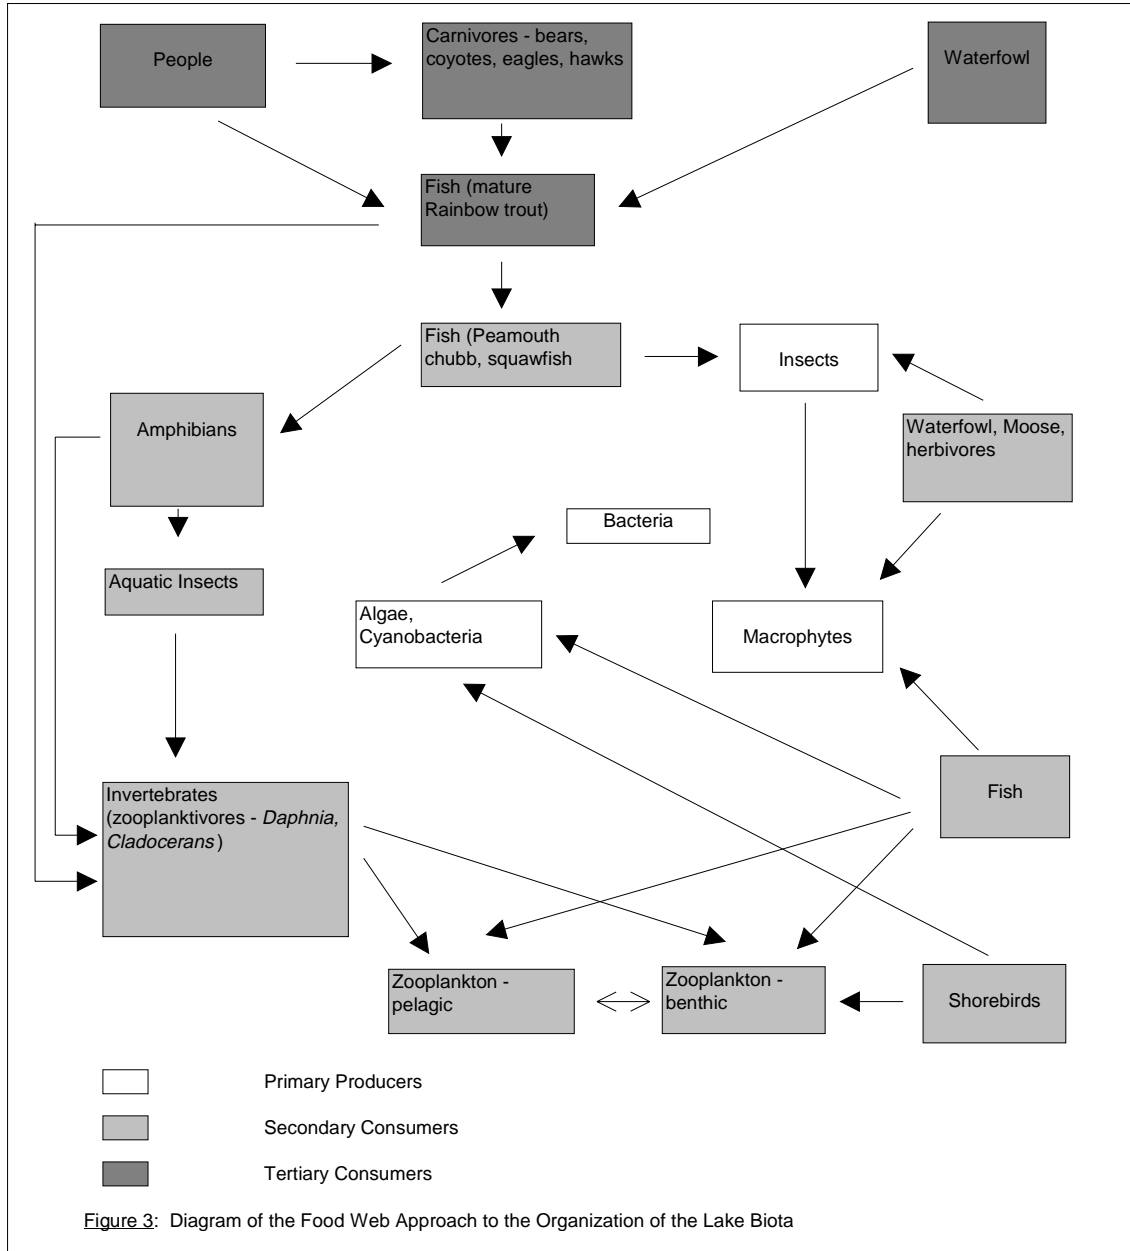 People
Carnivores - bears,
coyotes, eagles, hawks
Waterfowl
Fish (mature
Rainbow trout)
Fish (Peamouth
chubb, squawfish
Insects
Amphibians
Waterfowl, Moose,
herbivores
Bacteria
Aquatic Insects
Algae,
Cyanobacteria
Macrophytes
Invertebrates
(zooplanktivores - Daphnia,
Cladocerans)
Fish
Zooplankton -
pelagic
Zooplankton -
benthic
Shorebirds
Primary Producers
Secondary Consumers
Tertiary Consumers
Figure 3: Diagram of the Food Web Approach to the Organization of the Lake Biota